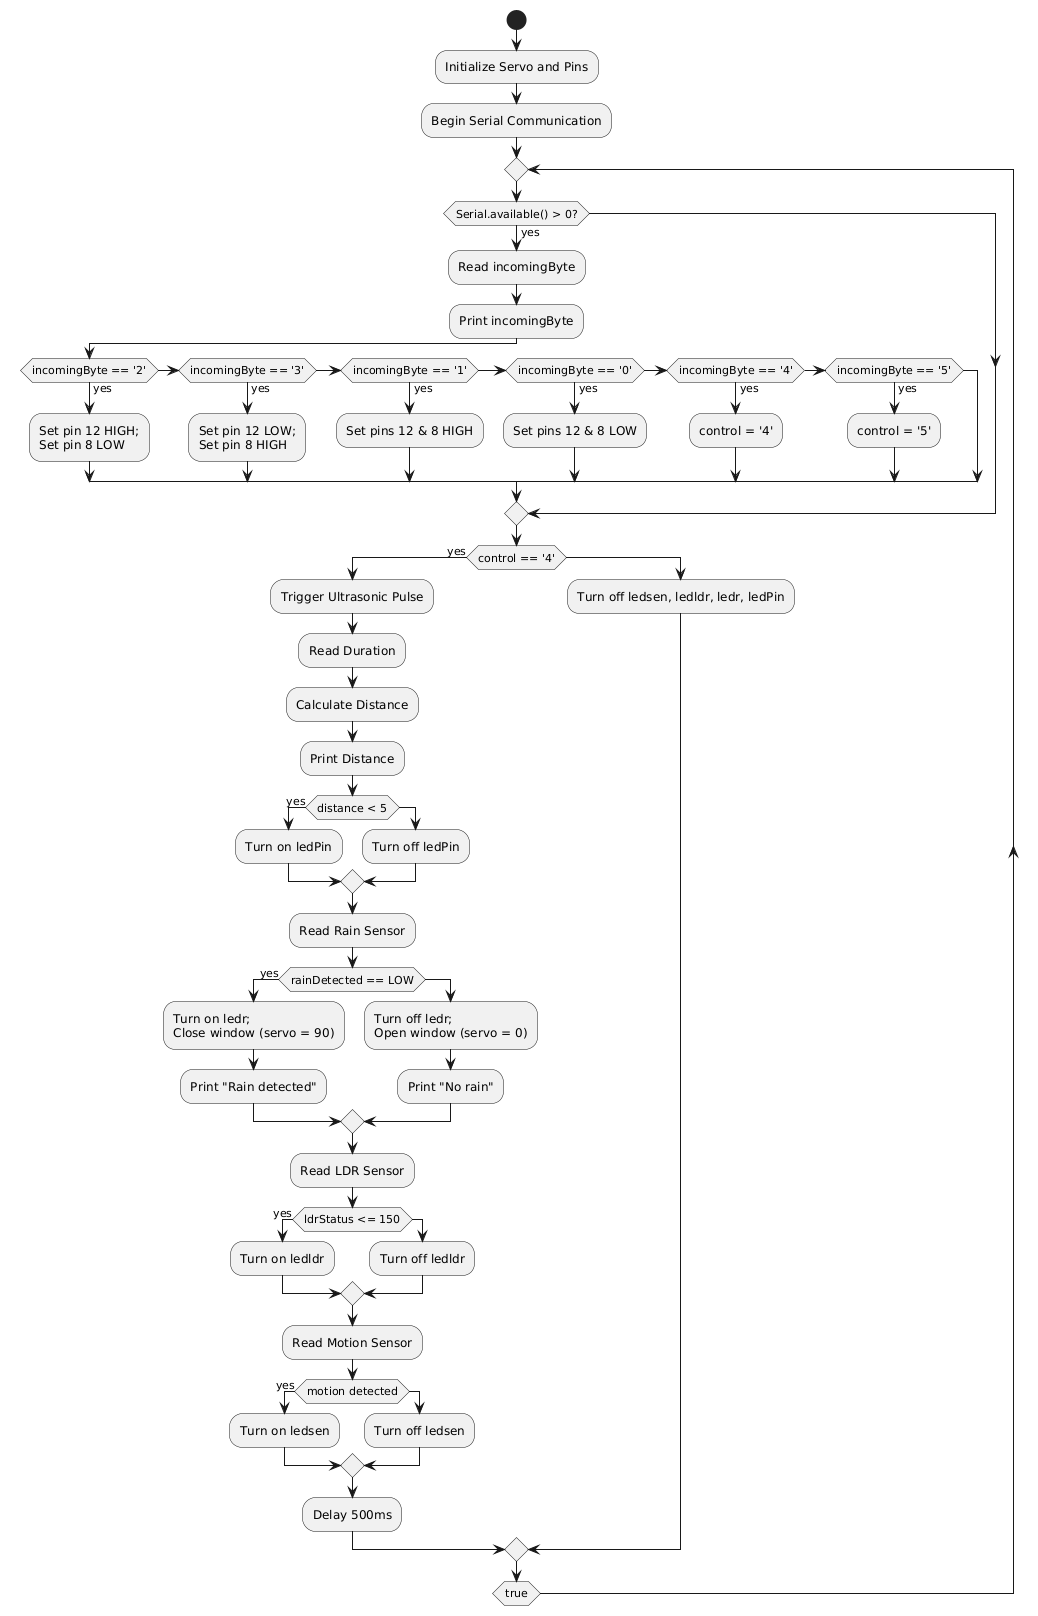 Initialize Servo and Pins
Begin Serial Communication
Serial.available() > 0?
yes
Read incomingByte
Print incomingByte
incomingByte == '2'
yes
Set pin 12 HIGH;
Set pin 8 LOW
incomingByte == '3'
yes
Set pin 12 LOW;
Set pin 8 HIGH
incomingByte == '1'
yes
Set pins 12 & 8 HIGH
incomingByte == '0'
yes
Set pins 12 & 8 LOW
incomingByte == '4'
yes
control = '4'
incomingByte == '5'
yes
control = '5'
yes
control == '4'
Trigger Ultrasonic Pulse
Turn off ledsen, ledldr, ledr, ledPin
Read Duration
Calculate Distance
Print Distance
yes
distance < 5
Turn on ledPin
Turn off ledPin
Read Rain Sensor
yes
rainDetected == LOW
Turn on ledr;
Close window (servo = 90)
Print "Rain detected"
Turn off ledr;
Open window (servo = 0)
Print "No rain"
Read LDR Sensor
yes
ldrStatus <= 150
Turn on ledldr
Turn off ledldr
Read Motion Sensor
yes
motion detected
Turn on ledsen
Turn off ledsen
Delay 500ms
true